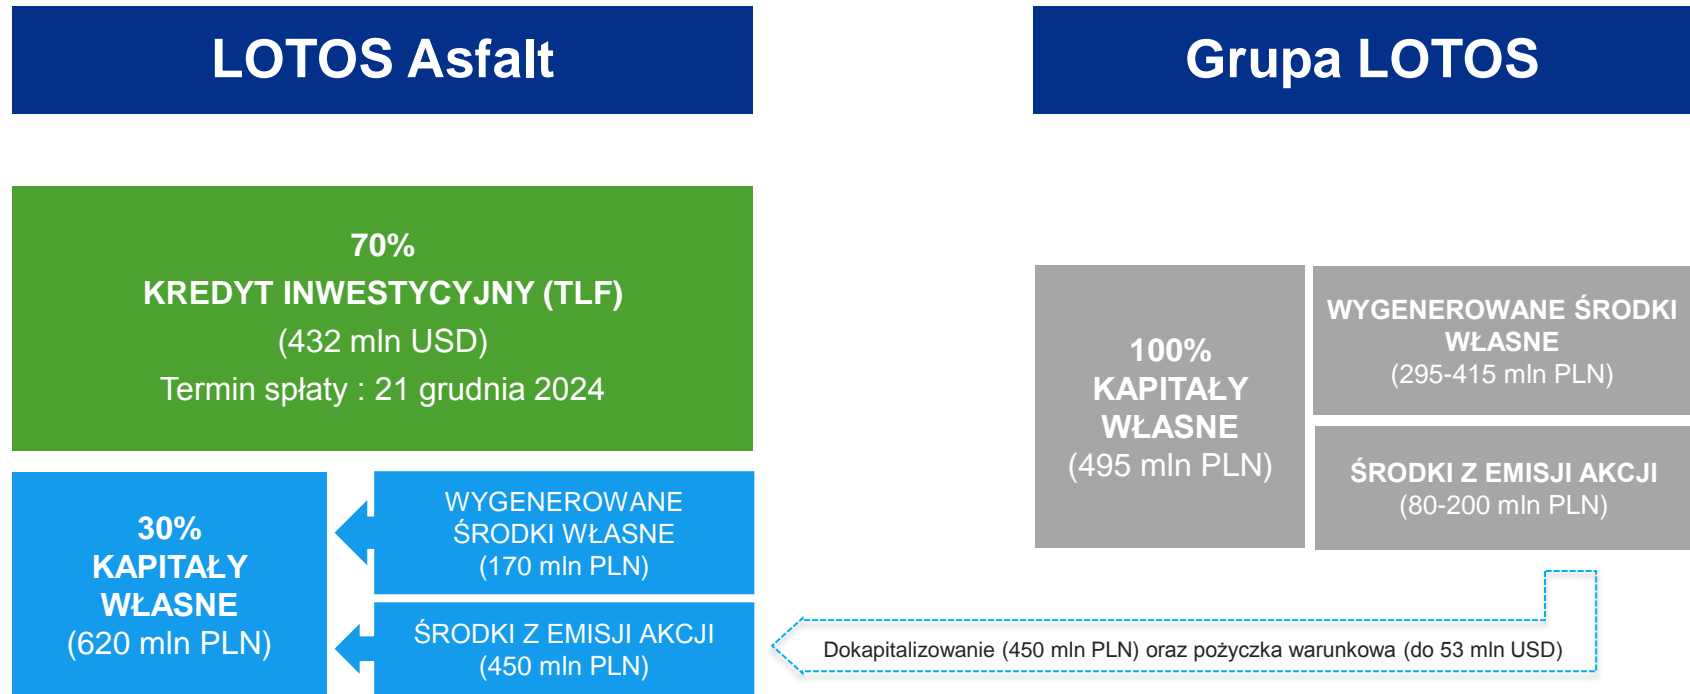 LOTOS Asfalt
Grupa LOTOS
70%
KREDYT INWESTYCYJNY (TLF)
(432 mln USD)
Termin spłaty : 21 grudnia 2024
30%
KAPITAŁY
WŁASNE
(620 mln PLN)
WYGENEROWANE
ŚRODKI WŁASNE
(170 mln PLN)
ŚRODKI Z EMISJI AKCJI
(450 mln PLN)
100%
KAPITAŁY
WŁASNE
(495 mln PLN)
WYGENEROWANE ŚRODKI
WŁASNE
(295-415 mln PLN)
ŚRODKI Z EMISJI AKCJI
(80-200 mln PLN)
Dokapitalizowanie (450 mln PLN) oraz pożyczka warunkowa (do 53 mln USD)